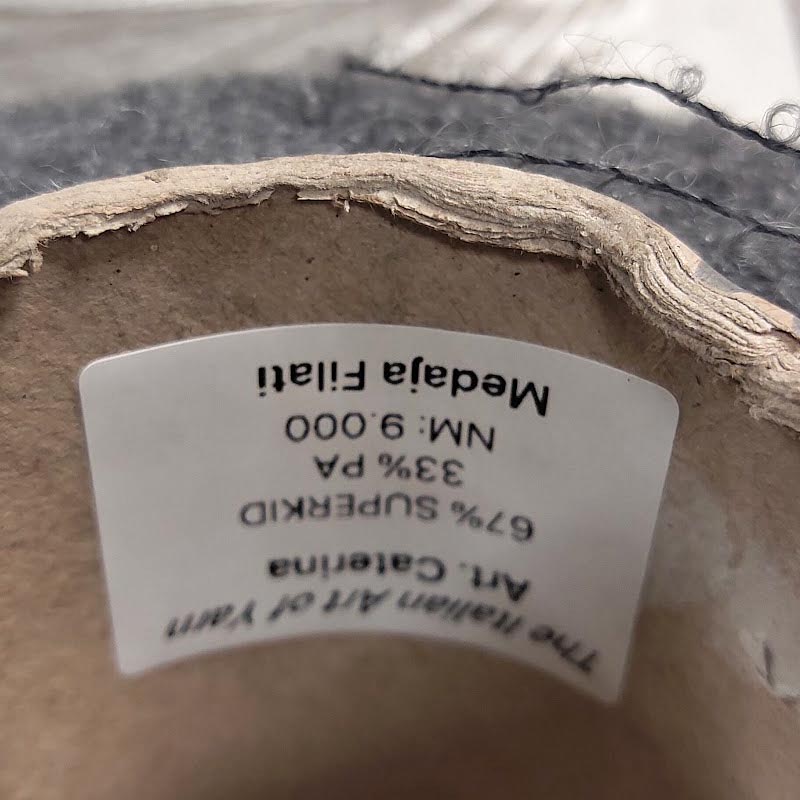 The Italian Art of Yarn
Art. Caterina
67% SUPERKID
33% PA
NM: 9.000
Medaja Filati